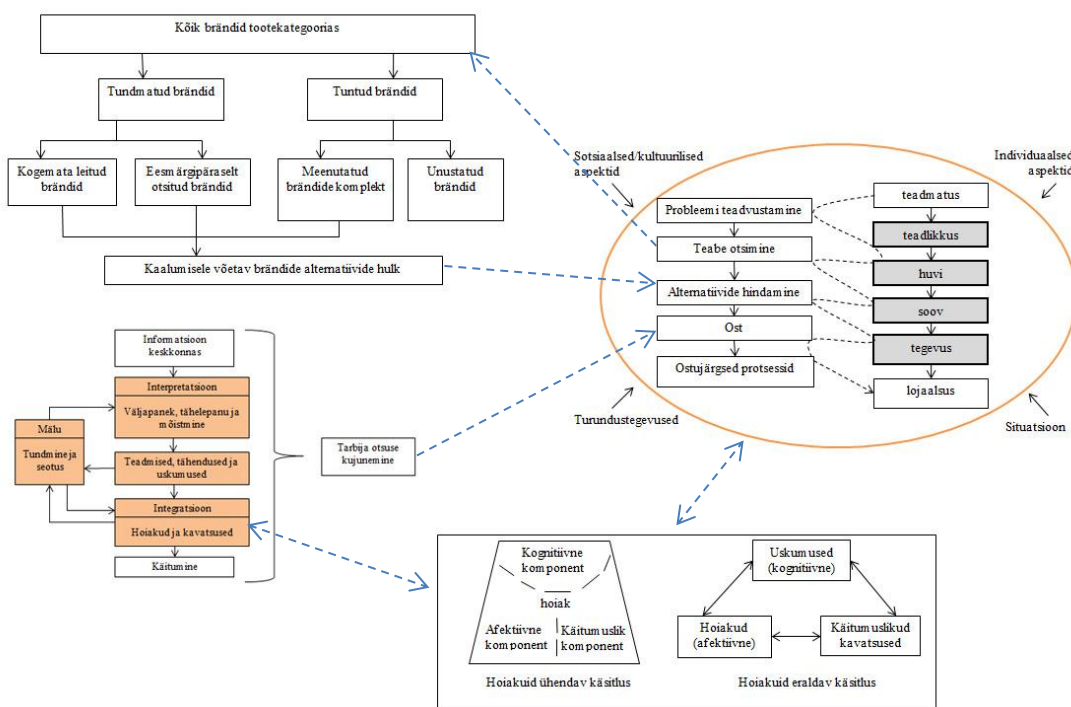 Kõik brändid tootekategoorias
Tundmatud brändid
Tuntud brändid
Kogemata leitud
brändid
Eesmärgipäraselt
otsitud brändid
Meenutatud
brändide komplekt
Unustatud
brändid
Kaalumisele võetav brändide alternatiivide hulk
Informatsioon
keskkonnas
Interpretatsioon
Väljapanek, tähelepanu ja
mõistmine
Mälu
Tundmine ja
seotus
Teadmised, tähendused ja
uskumused
Integratsioon
Hoiakud ja kavatsused
Käitumine
Tarbija otsuse
kujunemine
Sotsiaalsed/kultuurilised
aspektid
Individuaalsed
aspektid
Probleemi teadvustamine
Teabe otsimine
Alternatiivide hindamine
Ost
Ostujärgsed protsessid
teadmatus
teadlikkus
huvi
soov
tegevus
lojaalsus
Turundustegevused
Situatsioon
Kognitiivne
komponent
hoiak
Afektiivne
komponent
Käitumuslik
komponent
Hoiakuid ühendav käsitlus
Uskumused
(kognitiivne)
Hoiakud
(afektiivne)
Käitumuslikud
kavatsused
Hoiakuid eraldav käsitlus